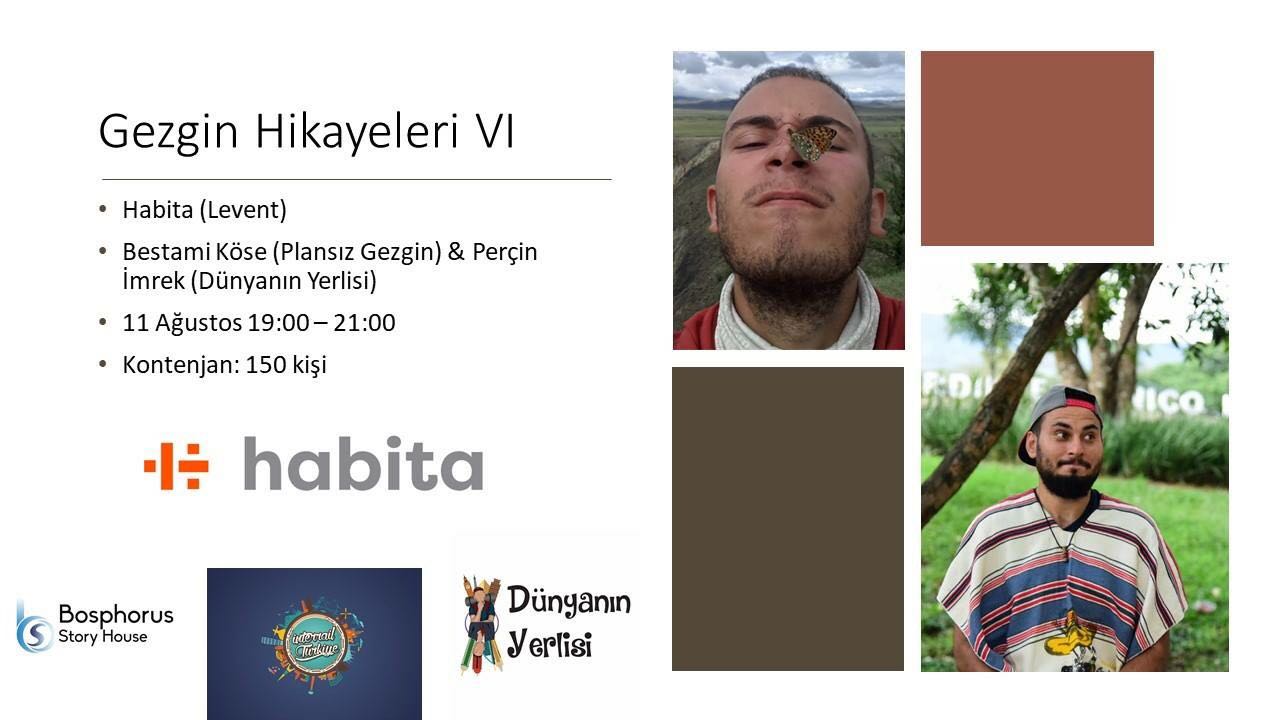 Gezgin Hikayeleri VI
• Habita (Levent)
• Bestami Köse (Plansız Gezgin) & Perçin
İmrek (Dünyanın Yerlisi)
• 11 Ağustos 19:00 – 21:00
• Kontenjan: 150 kişi
habita
Bosphorus
Story House
interrail
Türkiye
Dünyanın
Yerlisi